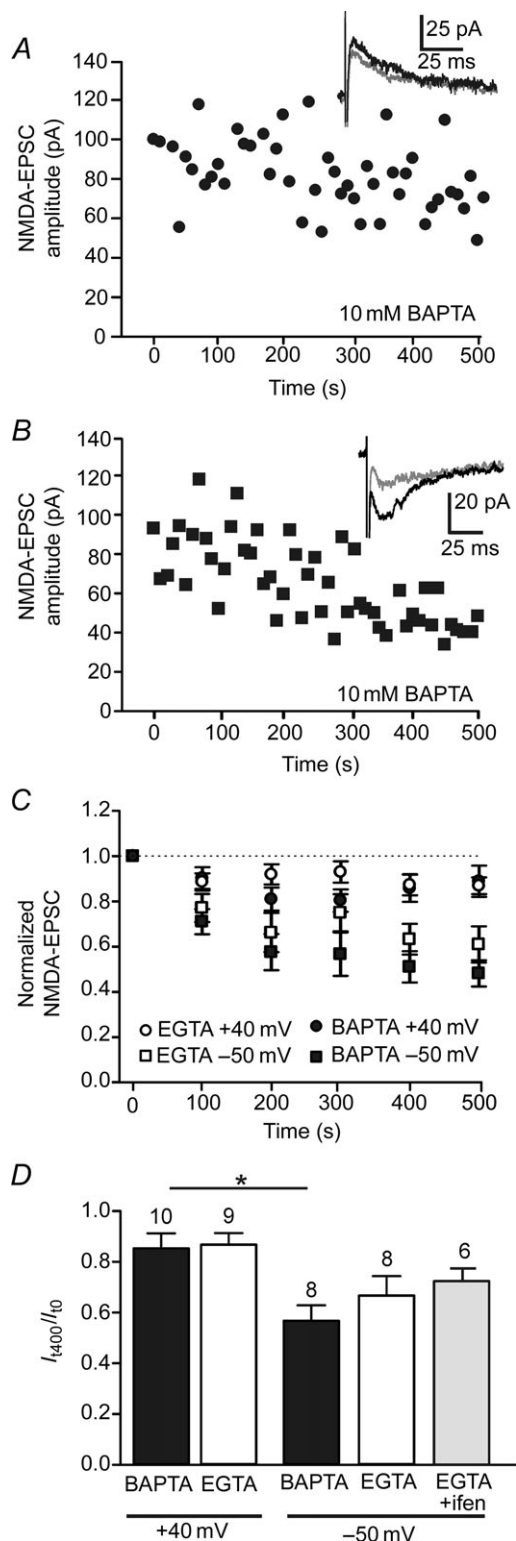 A
25 pA
25 ms
NMDA-EPSC
amplitude (pA)
140
120
100
80
60
40
20
0
10 mM BAPTA
0 100 200 300 400 500
Time (s)
B
20 pA
25 ms
NMDA-EPSC
amplitude (pA)
140
120
100
80
60
40
20
0
10 mM BAPTA
0 100 200 300 400 500
Time (s)
C
Normalized
NMDA-EPSC
1.2
1.0
0.8
0.6
0.4
0.2
0.0
EGTA +40 mV BAPTA +40 mV
EGTA –50 mV BAPTA –50 mV
0 100 200 300 400 500
Time (s)
D
*
It400/It0
1.0
0.8
0.6
0.4
0.2
0.0
10 9 8 8 6
BAPTA EGTA BAPTA EGTA EGTA
+ifen
+40 mV –50 mV